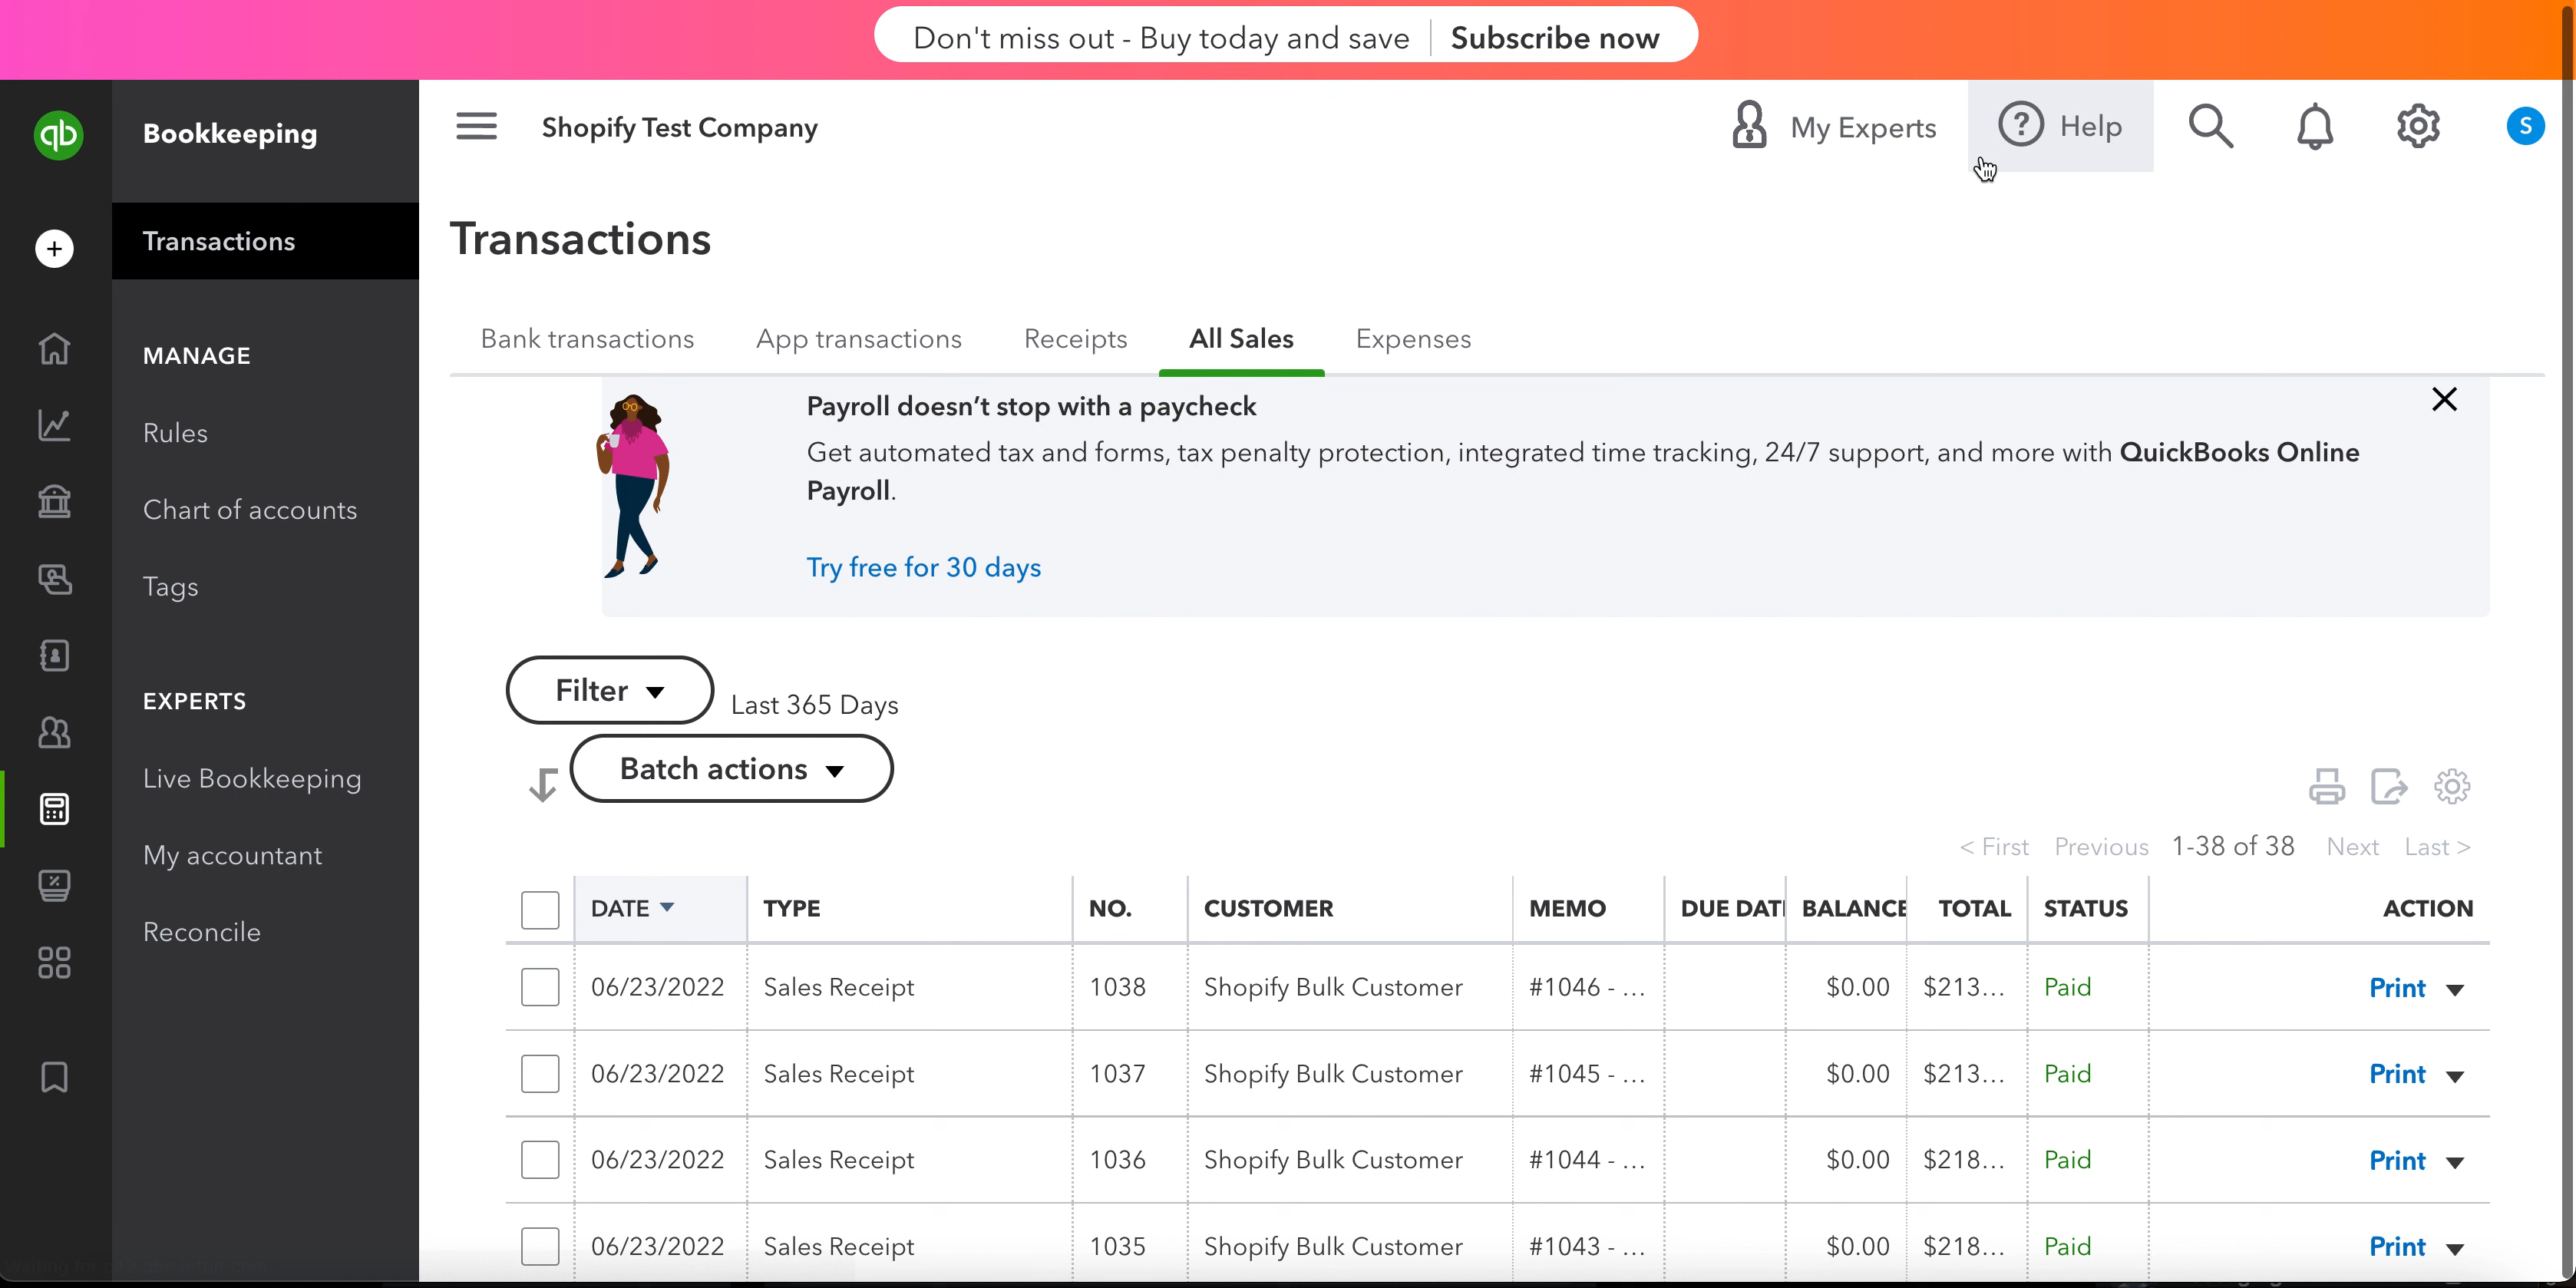 Don't miss out - Buy today and save Subscribe now
qb
Bookkeeping
Shopify Test Company
My Experts
Help
S
Transactions
MANAGE
Rules
Chart of accounts
Tags
EXPERTS
Live Bookkeeping
My accountant
Reconcile
Transactions
Bank transactions App transactions Receipts All Sales Expenses
Payroll doesn’t stop with a paycheck
Get automated tax and forms, tax penalty protection, integrated time tracking, 24/7 support, and more with QuickBooks Online
Payroll.
Try free for 30 days
Filter Last 365 Days
Batch actions
< First Previous 1-38 of 38 Next Last >
DATE TYPE NO. CUSTOMER MEMO DUE DAT BALANCE TOTAL STATUS ACTION
06/23/2022 Sales Receipt 1038 Shopify Bulk Customer #1046 - ... $0.00 $213... Paid Print
06/23/2022 Sales Receipt 1037 Shopify Bulk Customer #1045 - ... $0.00 $213... Paid Print
06/23/2022 Sales Receipt 1036 Shopify Bulk Customer #1044 - ... $0.00 $218... Paid Print
06/23/2022 Sales Receipt 1035 Shopify Bulk Customer #1043 - ... $0.00 $218... Paid Print